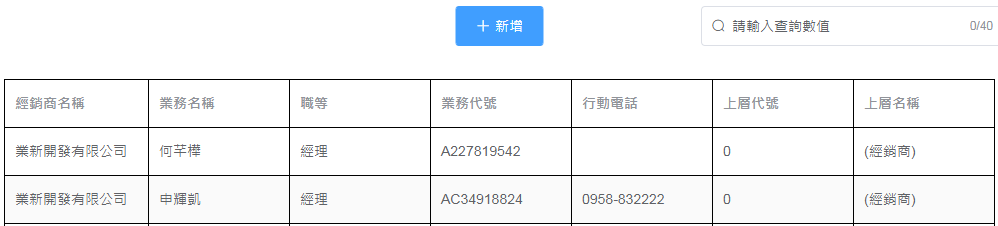 + 新增
請輸入查詢數值 0/40
經銷商名稱 業務名稱 職等 業務代號 行動電話 上層代號 上層名稱
業新開發有限公司 何芊樺 經理 A227819542 0 (經銷商)
業新開發有限公司 申輝凱 經理 AC34918824 0958-832222 0 (經銷商)